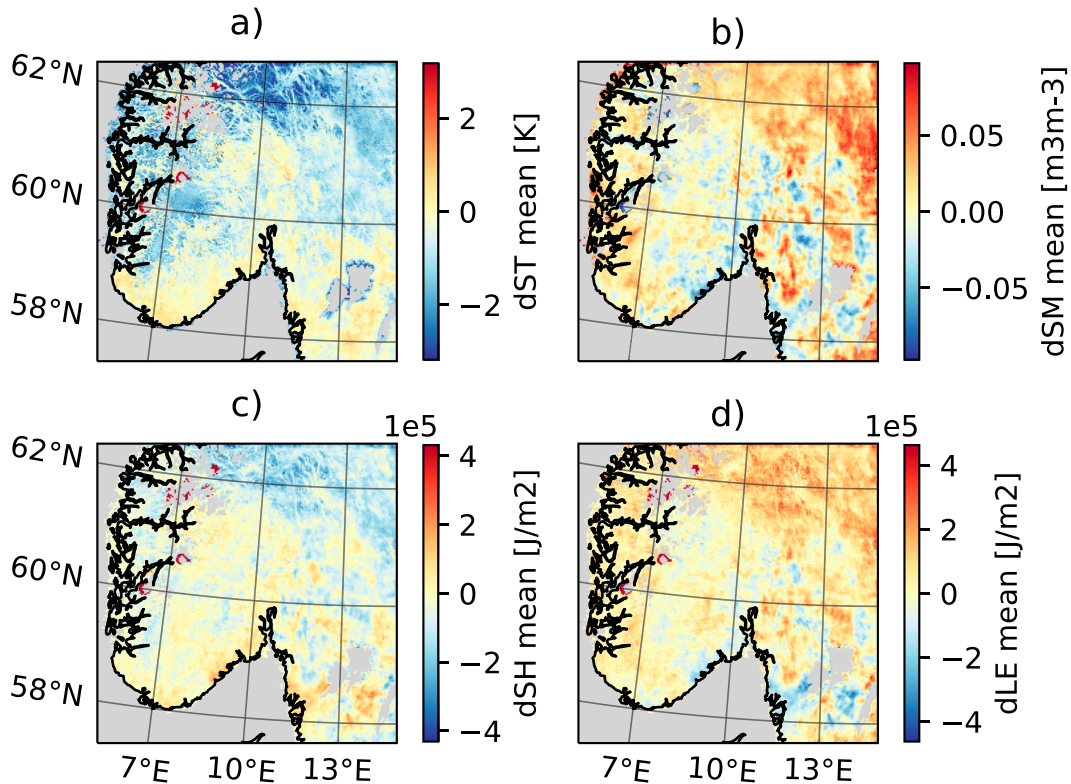 a)
b)
62°N
60°N
58°N
2
0
−2
dST mean [K]
0.05
0.00
−0.05
dSM mean [m3m-3]
c)
d)
1e5
1e5
62°N
60°N
58°N
4
2
0
−2
−4
dSH mean [J/m2]
4
2
0
−2
−4
dLE mean [J/m2]
7°E
10°E
13°E
7°E
10°E
13°E